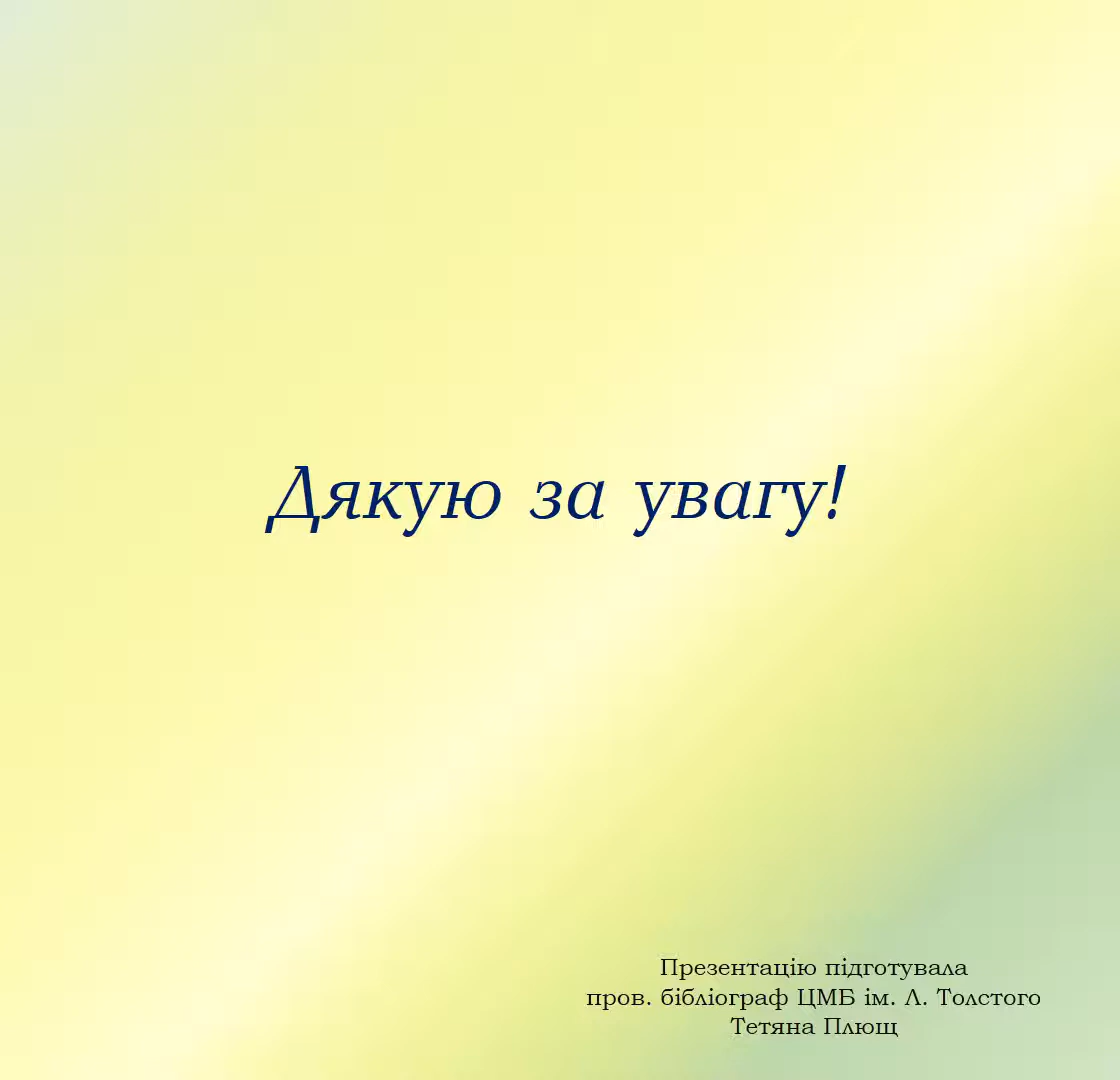 Дякую за увагу!
Презентацію підготувала
пров. бібліограф ЦМБ ім. Л. Толстого
Тетяна Плющ